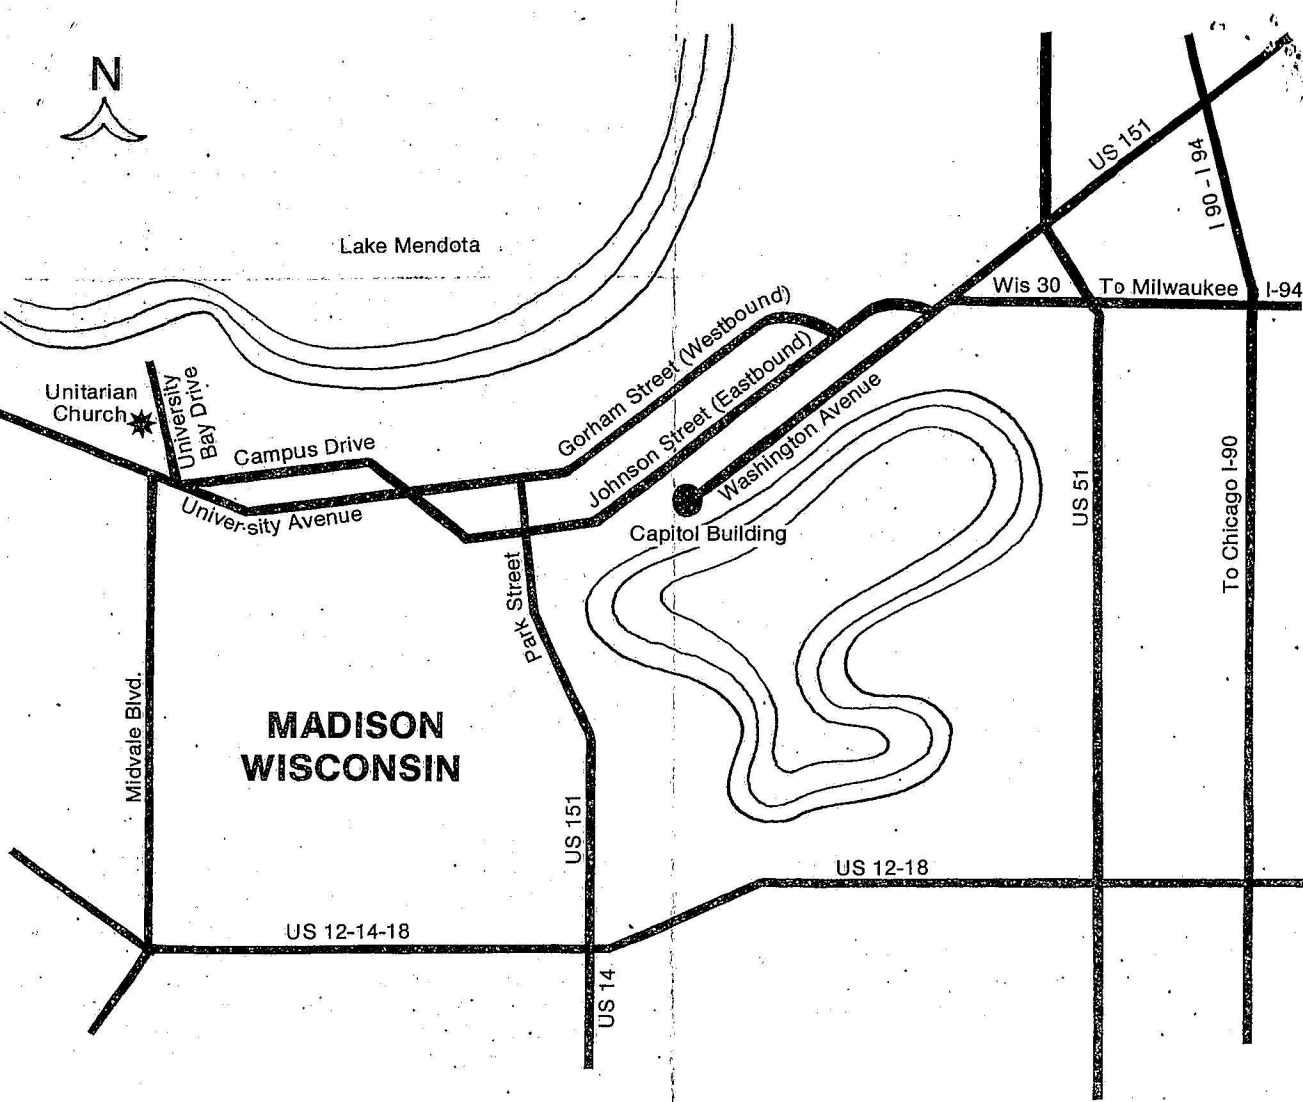 N
US 151
I 90 - I 94
Lake Mendota
Wis 30
To Milwaukee
I-94
Gorham Street (Westbound)
Johnson Street (Eastbound)
Washington Avenue
Unitarian
Church
University
Bay Drive
Campus Drive
University Avenue
Capitol Building
US 51
To Chicago I-90
Park Street
Midvale Blvd.
MADISON
WISCONSIN
US 151
US 12-18
US 12-14-18
US 14